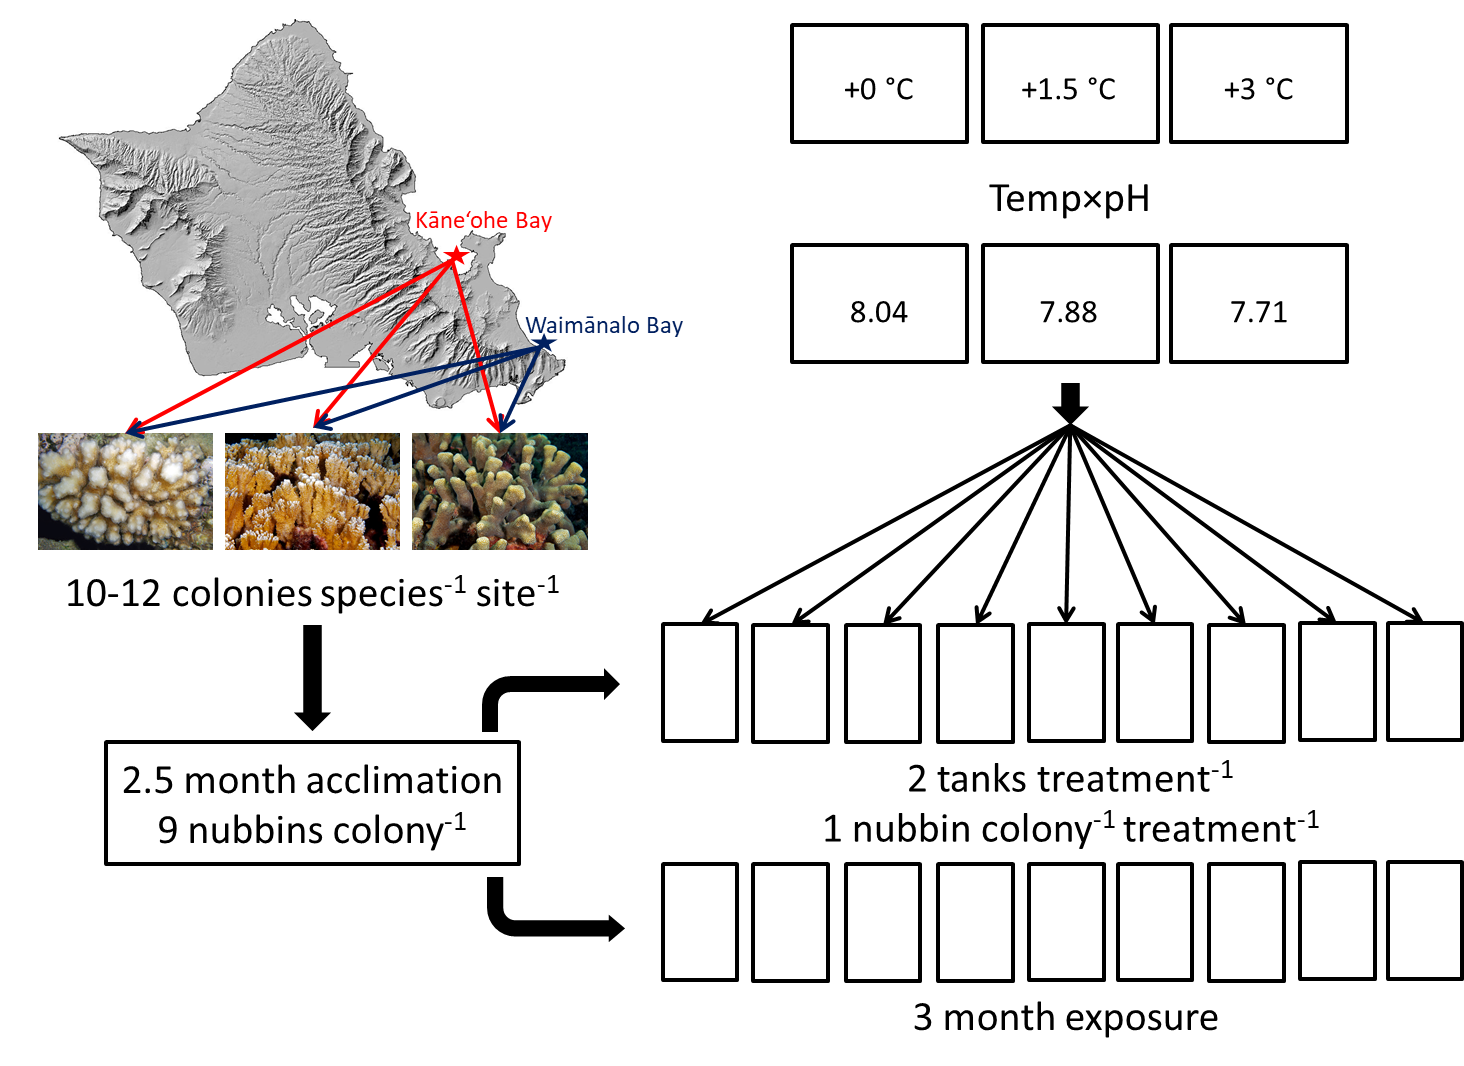 Kāneʻohe Bay
Waimānalo Bay
10-12 colonies species-1 site-1
2.5 month acclimation
9 nubbins colony-1
+0 °C
+1.5 °C
+3 °C
Temp×pH
8.04
7.88
7.71
2 tanks treatment-1
1 nubbin colony-1 treatment-1
3 month exposure